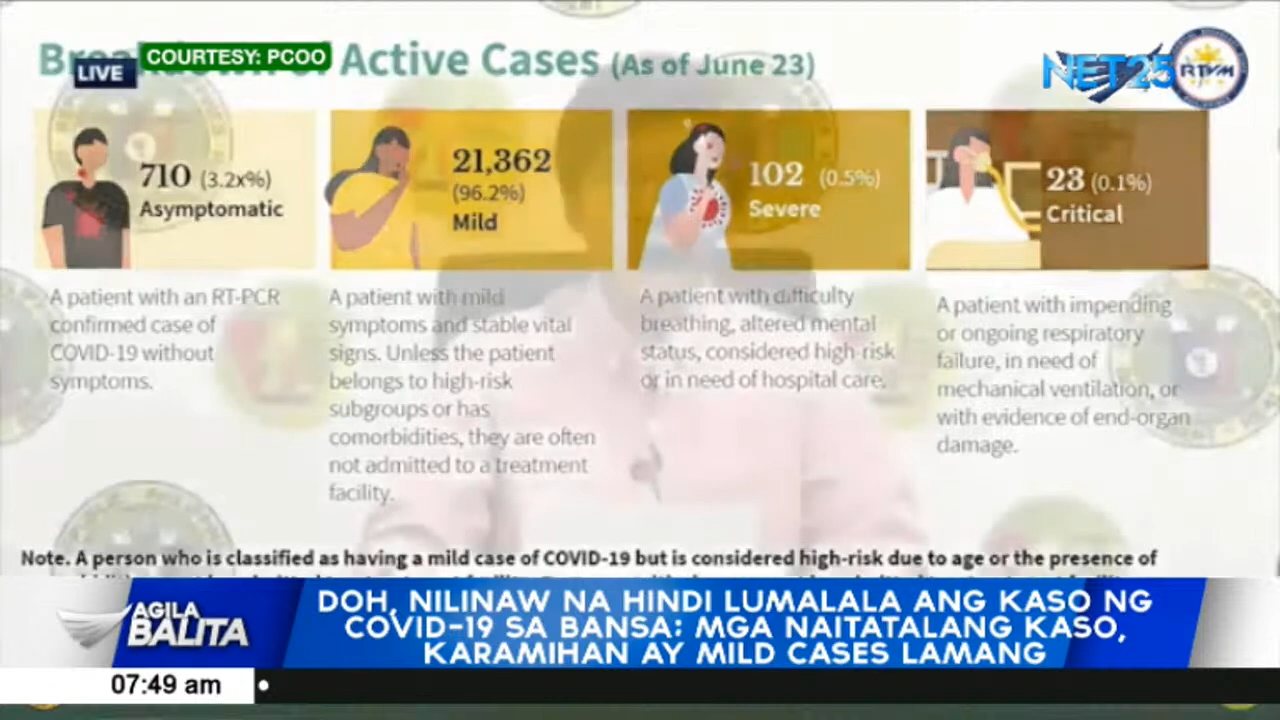 Breakdown of Active Cases (As of June 23)
COURTESY: PCOO
LIVE
NET25
RTVM
710 (3.2x%)
Asymptomatic
21,362
(96.2%)
Mild
102 (0.5%)
Severe
23 (0.1%)
Critical
A patient with an RT-PCR
confirmed case of
COVID-19 without
symptoms.
A patient with mild
symptoms and stable vital
signs. Unless the patient
belongs to high-risk
subgroups or has
comorbidities, they are often
not admitted to a treatment
facility.
A patient with difficulty
breathing, altered mental
status, considered high-risk
or in need of hospital care.
A patient with impending
or ongoing respiratory
failure, in need of
mechanical ventilation, or
with evidence of end-organ
damage.
Note. A person who is classified as having a mild case of COVID-19 but is considered high-risk due to age or the presence of
AGILA
BALITA
DOH, NILINAW NA HINDI LUMALALA ANG KASO NG
COVID-19 SA BANSA; MGA NAITATALANG KASO,
KARAMIHAN AY MILD CASES LAMANG
07:49 am